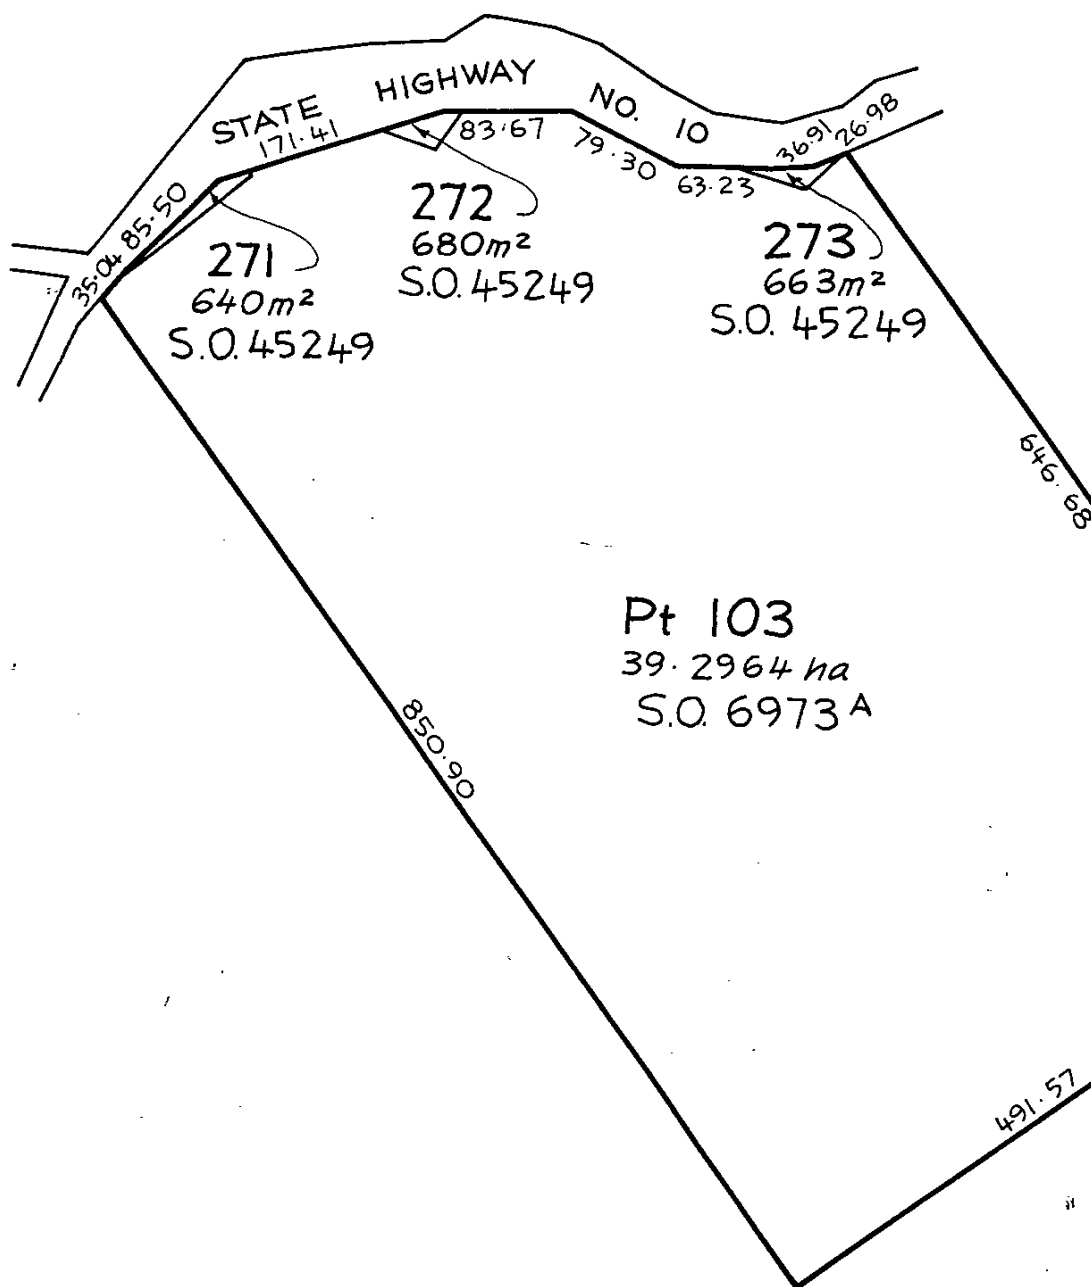 STATE HIGHWAY NO. 10
35·04
85·50
171·41
83·67
79·30
63·23
36·91
26·98
271
640m²
S.O. 45249
272
680m²
S.O. 45249
273
663m²
S.O. 45249
646·68
Pt 103
39·2964 ha
S.O. 6973 A
850·90
491·57